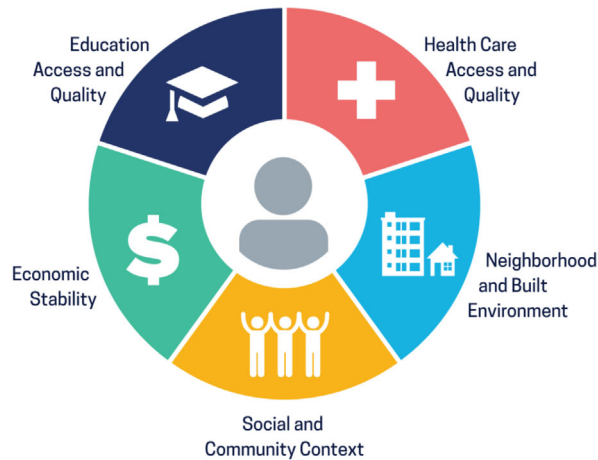 Education
Access and
Quality
Health Care
Access and
Quality
Economic
Stability
$
Neighborhood
and Built
Environment
Social and
Community Context